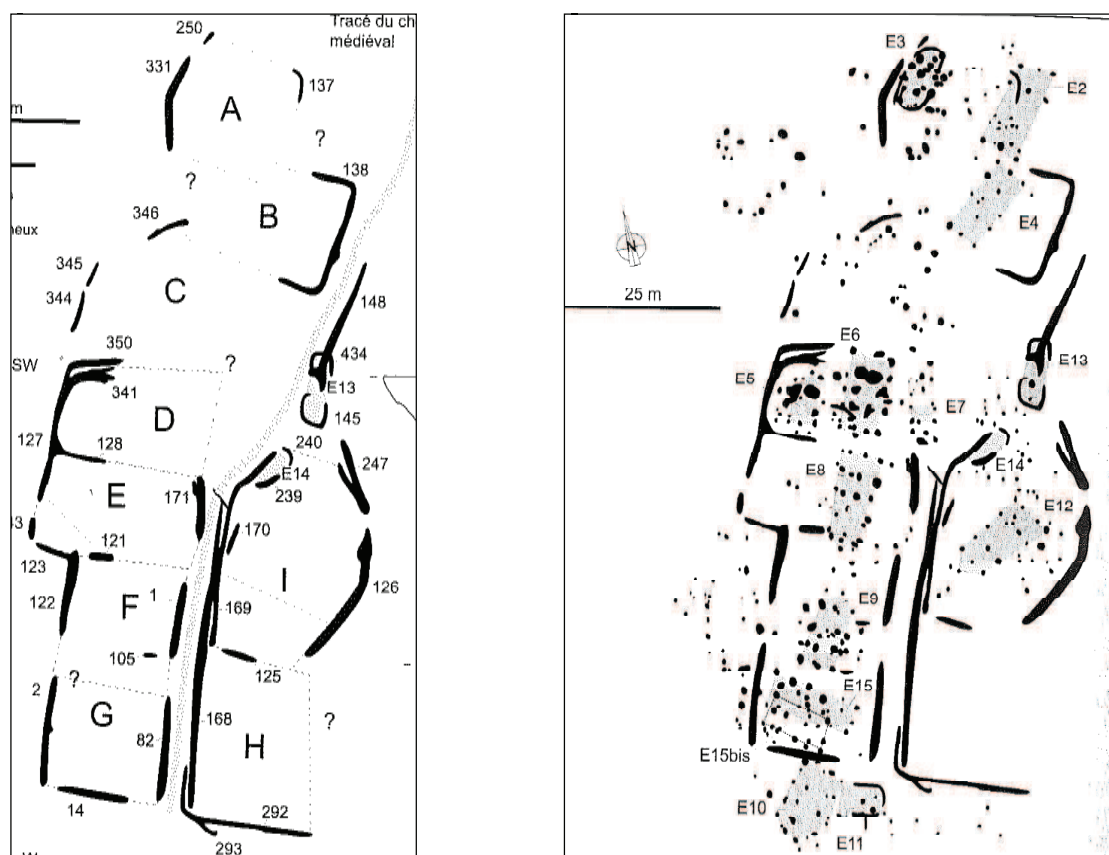 Tracé du ch
médiéval
250
331
137
A
?
m
138
?
346
B
neux
345
C
344
148
350
SW
?
434
341
E13
D
145
127
128
240
247
E14
E
171
239
170
121
123
I
126
122
F
1
169
105
125
2
?
G
168
?
82
H
14
292
293
E3
E2
E4
N
25 m
E6
E13
E5
E7
E8
E14
E12
E9
E15
E15bis
E10
E11